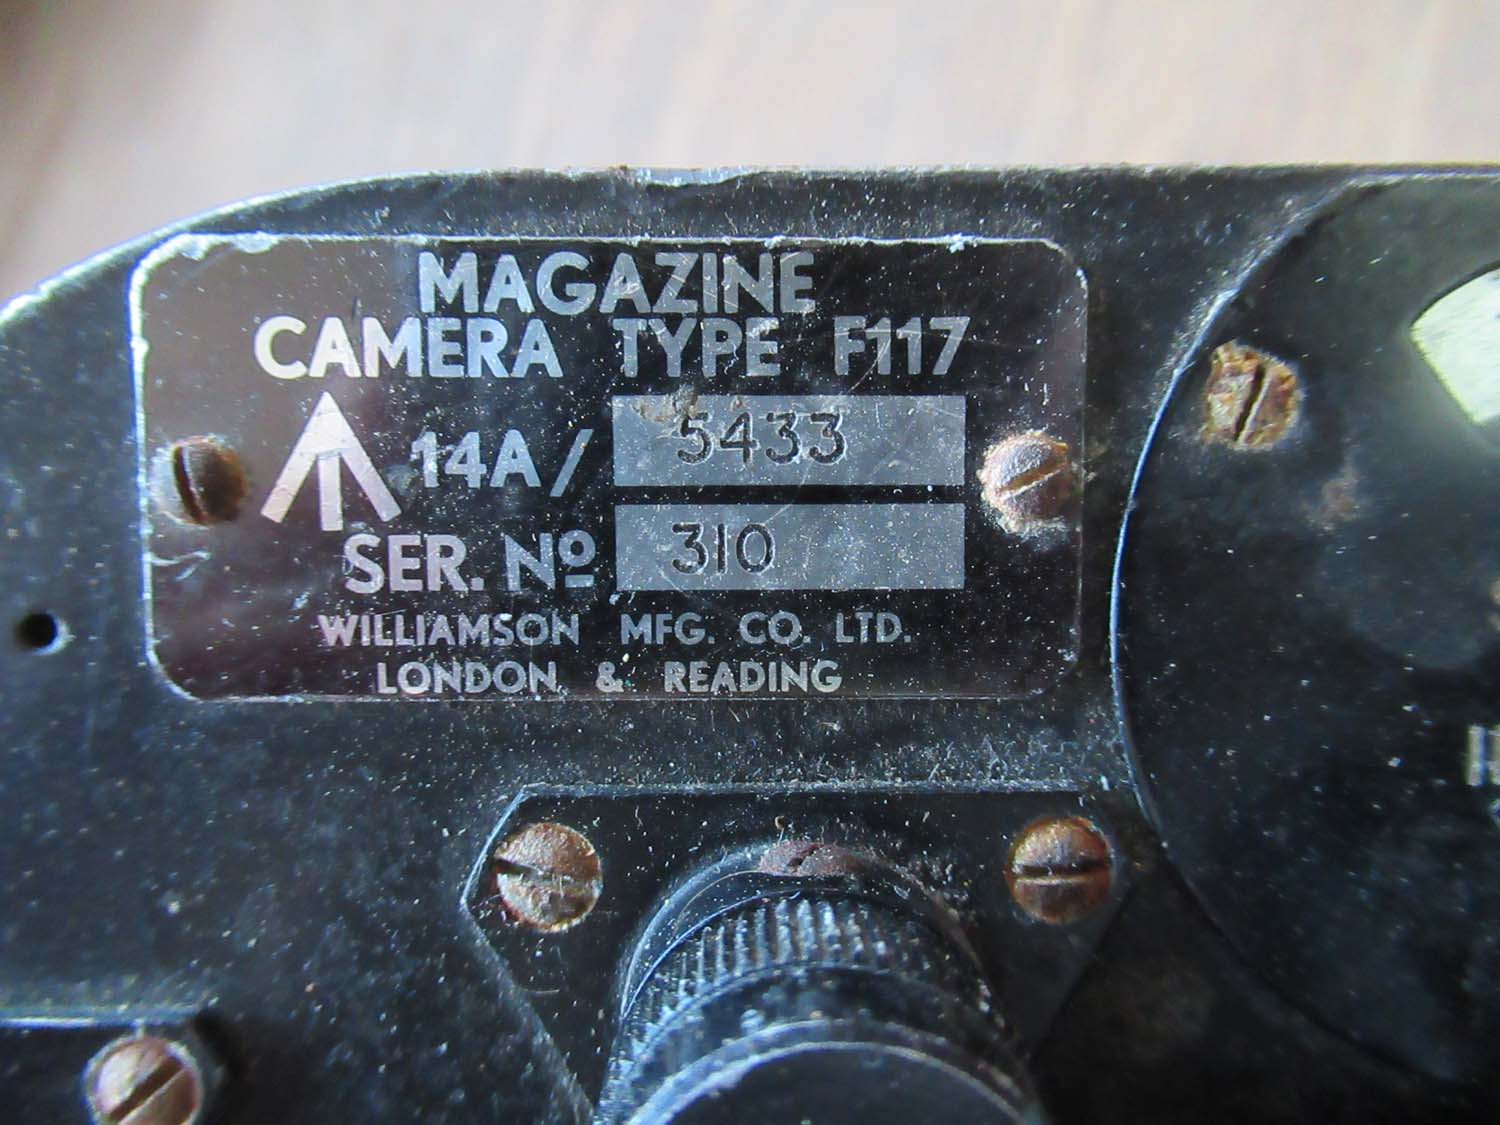 MAGAZINE
CAMERA TYPE F117
14A/ 5433
SER. Nº 310
WILLIAMSON MFG. CO. LTD.
LONDON & READING